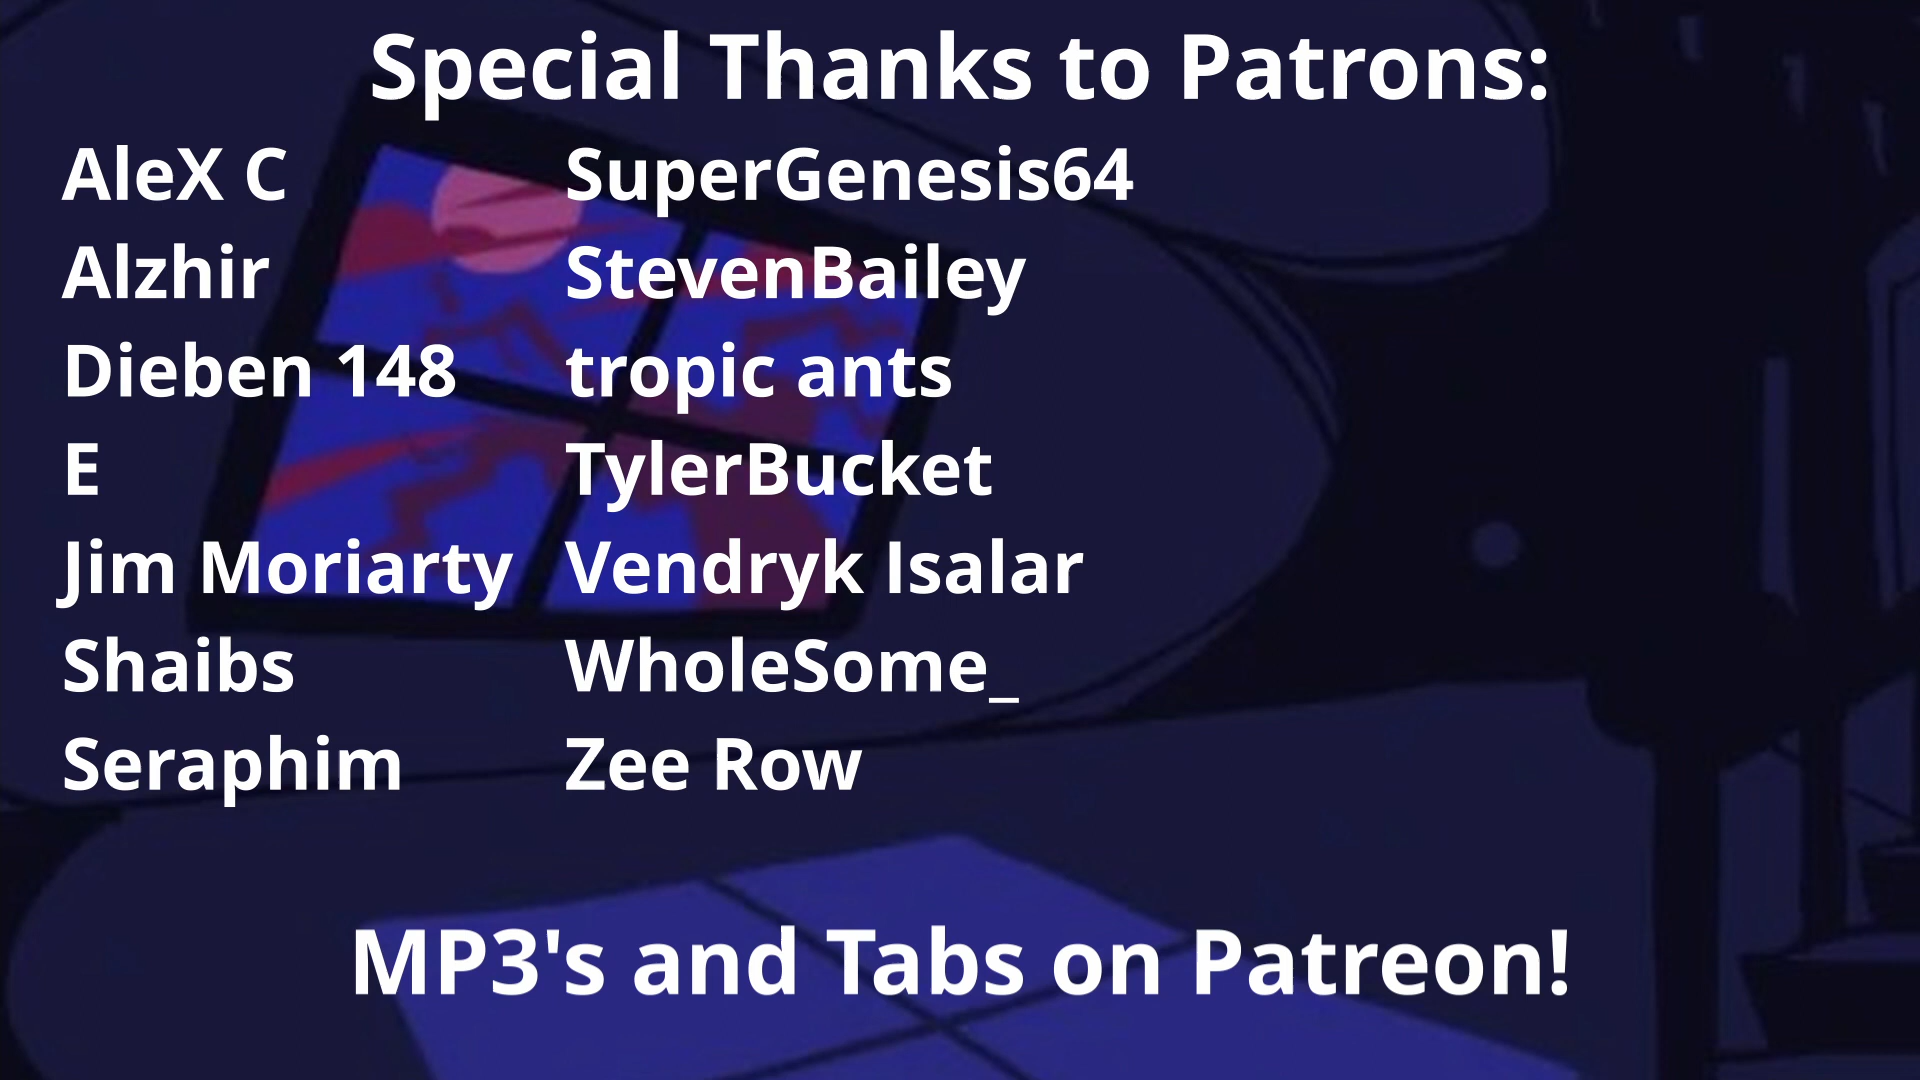 Special Thanks to Patrons:
AleX C
Alzhir
Dieben 148
E
Jim Moriarty
Shaibs
Seraphim
SuperGenesis64
StevenBailey
tropic ants
TylerBucket
Vendryk Isalar
WholeSome_
Zee Row
MP3's and Tabs on Patreon!